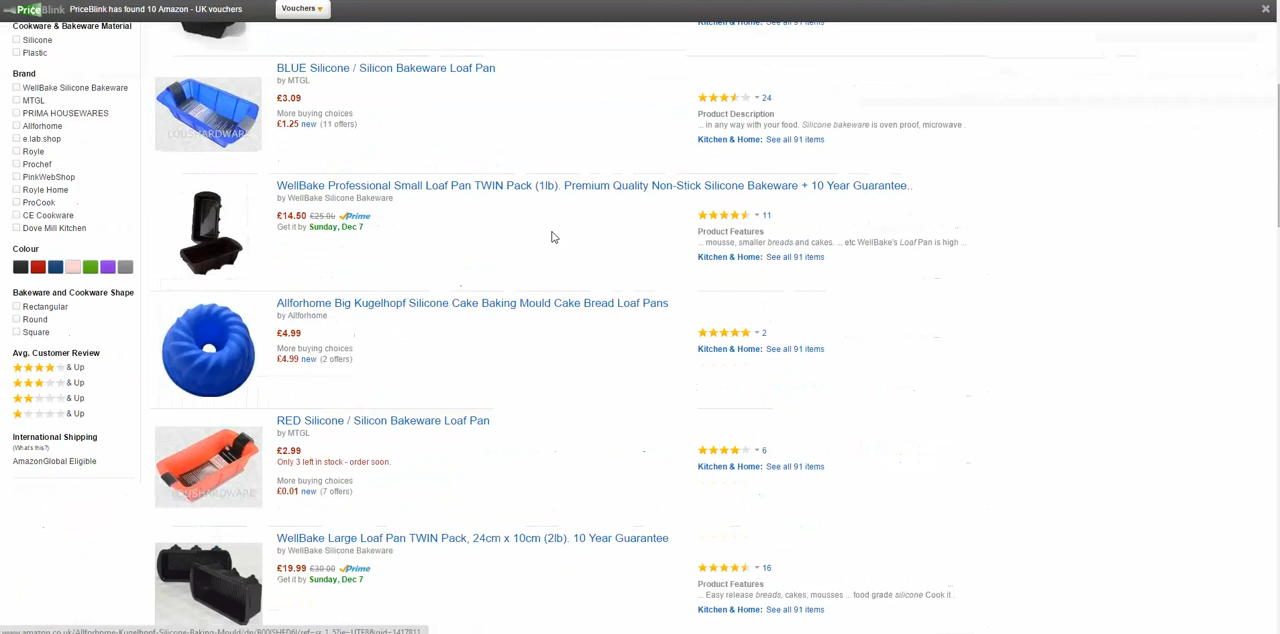 PriceBlink PriceBlink has found 10 Amazon - UK vouchers Vouchers
Cookware & Bakeware Material
Silicone
Plastic
Brand
WellBake Silicone Bakeware
MTGL
PRIMA HOUSEWARES
Allforhome
e.lab.shop
Royle
Prochef
PinkWebShop
Royle Home
ProCook
CE Cookware
Dove Mill Kitchen
Colour
Bakeware and Cookware Shape
Rectangular
Round
Square
Avg. Customer Review
& Up
& Up
& Up
& Up
International Shipping
(What's this?)
AmazonGlobal Eligible
Kitchen & Home: See all 91 items
BLUE Silicone / Silicon Bakeware Loaf Pan
by MTGL
£3.09
More buying choices
£1.25 new (11 offers)
LOUSHARDWARE
24
Product Description
... in any way with your food. Silicone bakeware is oven proof, microwave .
Kitchen & Home: See all 91 items
WellBake Professional Small Loaf Pan TWIN Pack (1lb). Premium Quality Non-Stick Silicone Bakeware + 10 Year Guarantee..
by WellBake Silicone Bakeware
£14.50 £25.00 Prime
Get it by Sunday, Dec 7
11
Product Features
... mousse, smaller breads and cakes. ... etc WellBake's Loaf Pan is high ...
Kitchen & Home: See all 91 items
Allforhome Big Kugelhopf Silicone Cake Baking Mould Cake Bread Loaf Pans
by Allforhome
£4.99
More buying choices
£4.99 new (2 offers)
2
Kitchen & Home: See all 91 items
RED Silicone / Silicon Bakeware Loaf Pan
by MTGL
£2.99
Only 3 left in stock - order soon.
More buying choices
£0.01 new (7 offers)
LOUSHARDWARE
6
Kitchen & Home: See all 91 items
WellBake Large Loaf Pan TWIN Pack, 24cm x 10cm (2lb). 10 Year Guarantee
by WellBake Silicone Bakeware
£19.99 £30.00 Prime
Get it by Sunday, Dec 7
16
Product Features
... Easy release breads, cakes, mousses ... food grade silicone Cook it .
Kitchen & Home: See all 91 items